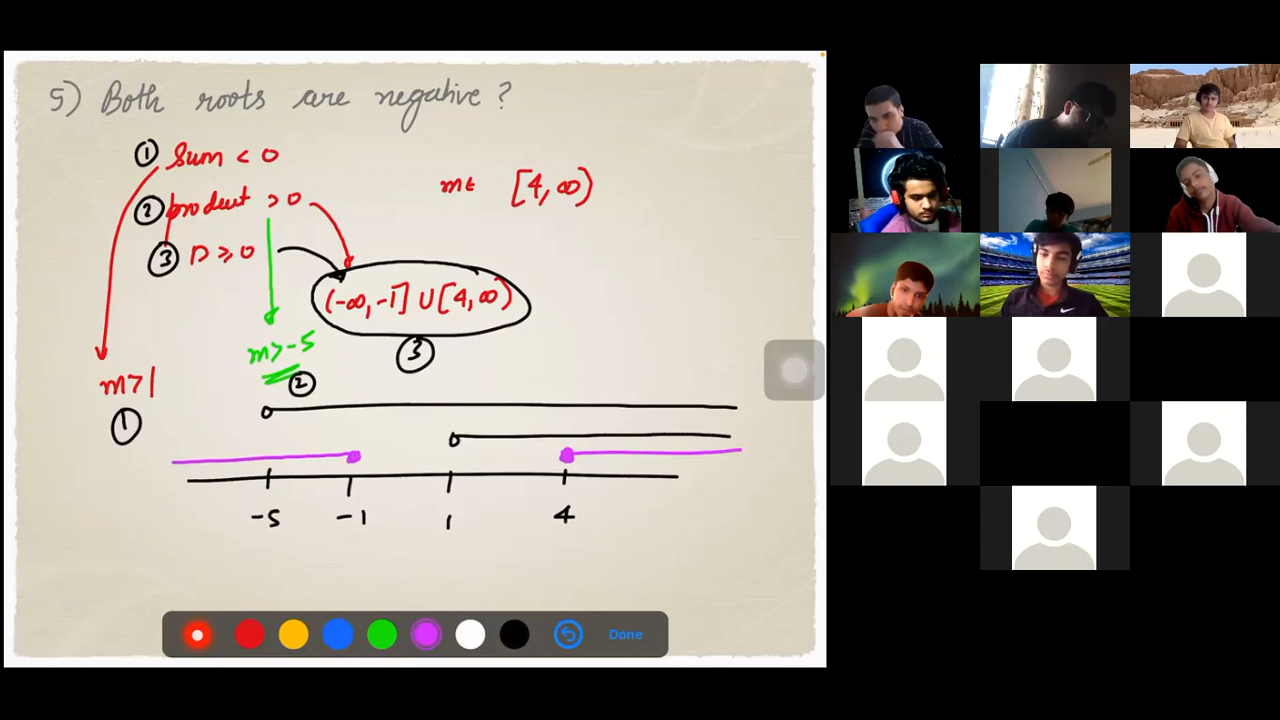 5) Both roots are negative ?
① Sum < 0
② product > 0
m ϵ [4, ∞)
③ D ≥ 0
(-∞, -1] ∪ [4, ∞)
③
m > -5
②
m > 1
①
-5 -1 1 4
Done